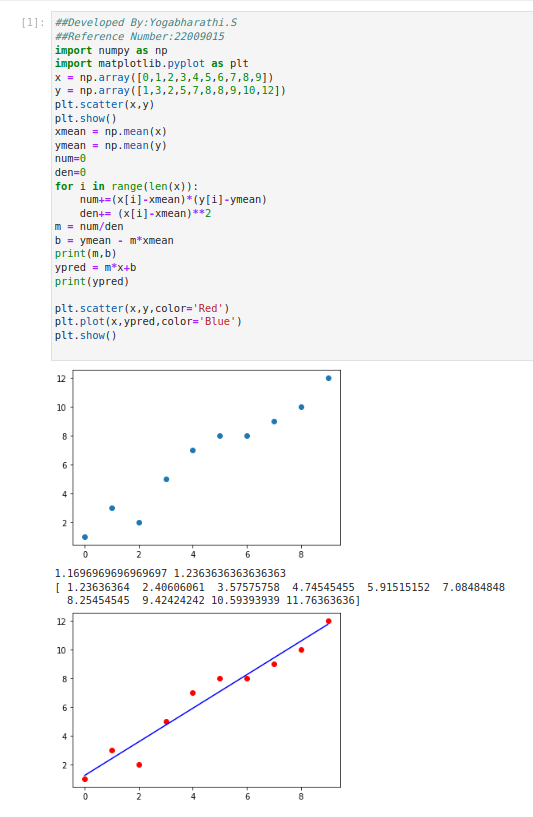 [1]: ##Developed By:Yogabharathi.S
##Reference Number:22009015
import numpy as np
import matplotlib.pyplot as plt
x = np.array([0,1,2,3,4,5,6,7,8,9])
y = np.array([1,3,2,5,7,8,8,9,10,12])
plt.scatter(x,y)
plt.show()
xmean = np.mean(x)
ymean = np.mean(y)
num=0
den=0
for i in range(len(x)):
    num+=(x[i]-xmean)*(y[i]-ymean)
    den+= (x[i]-xmean)**2
m = num/den
b = ymean - m*xmean
print(m,b)
ypred = m*x+b
print(ypred)
plt.scatter(x,y,color='Red')
plt.plot(x,ypred,color='Blue')
plt.show()
12
10
8
6
4
2
0 2 4 6 8
1.1696969696969697 1.2363636363636363
[ 1.23636364  2.40606061  3.57575758  4.74545455  5.91515152  7.08484848
  8.25454545  9.42424242 10.59393939 11.76363636]
12
10
8
6
4
2
0 2 4 6 8